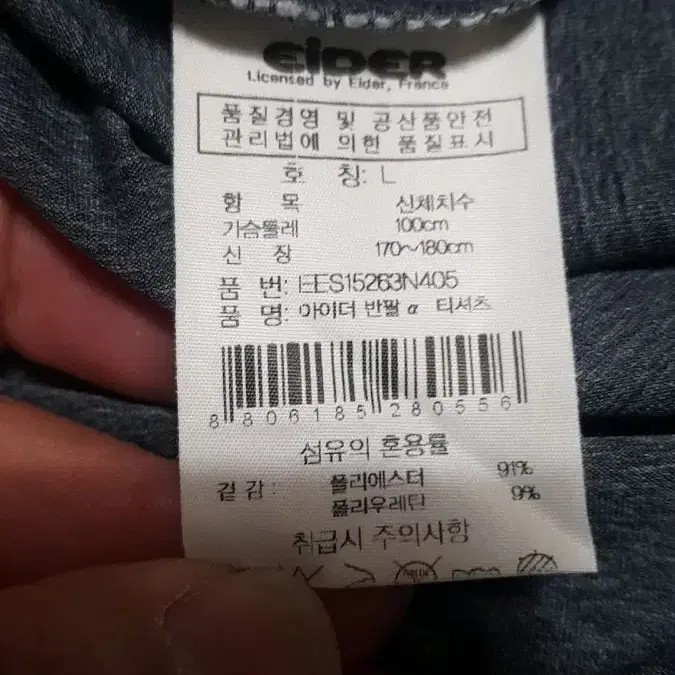 EiDER
Licensed by Eider, France
품질경영 및 공산품안전
관리법에 의한 품질표시
호 칭: L
항 목 신체치수
가슴둘레 100cm
신 장 170~180cm
품 번: EES15263N405
품 명: 아이더 반팔 α 티셔츠
8 806185 280556
섬유의 혼용률
겉감: 폴리에스터 91%
폴리우레탄 9%
취급시 주의사항